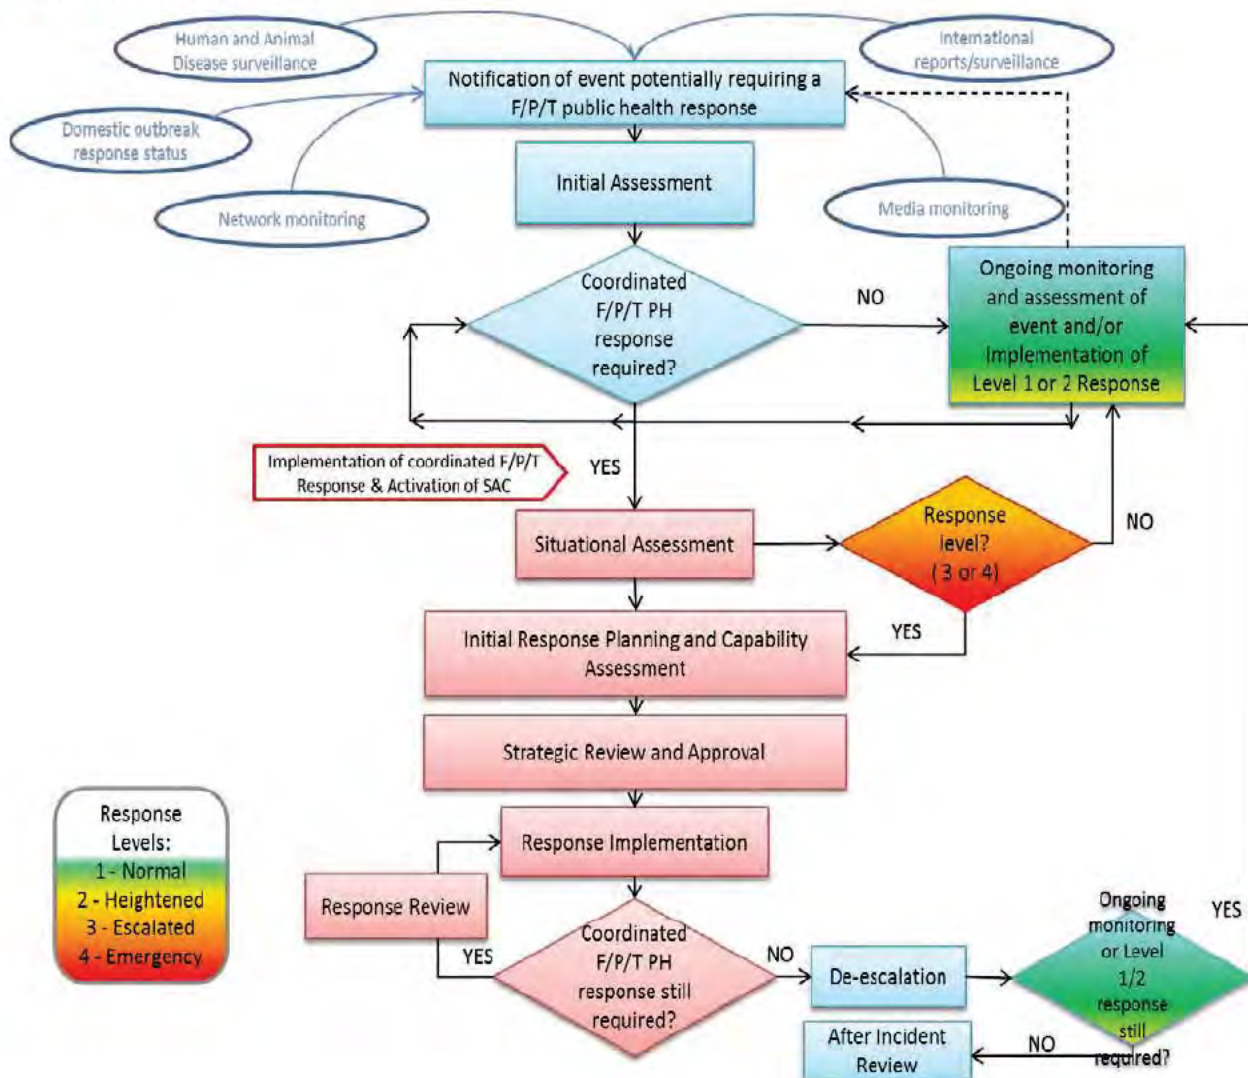 Human and Animal
Disease surveillance
International
reports/surveillance
Notification of event potentially requiring a
F/P/T public health response
Domestic outbreak
response status
Initial Assessment
Network monitoring
Media monitoring
Coordinated
F/P/T PH
response
required?
NO
Ongoing monitoring
and assessment of
event and/or
Implementation of
Level 1 or 2 Response
Implementation of coordinated F/P/T
Response & Activation of SAC
YES
Situational Assessment
Response
level?
( 3 or 4)
NO
YES
Initial Response Planning and Capability
Assessment
Strategic Review and Approval
Response
Levels:
1 - Normal
2 - Heightened
3 - Escalated
4 - Emergency
Response Implementation
Response Review
YES
Coordinated
F/P/T PH
response still
required?
NO
De-escalation
Ongoing
monitoring
or Level
1/2
response
still
required?
YES
NO
After Incident
Review